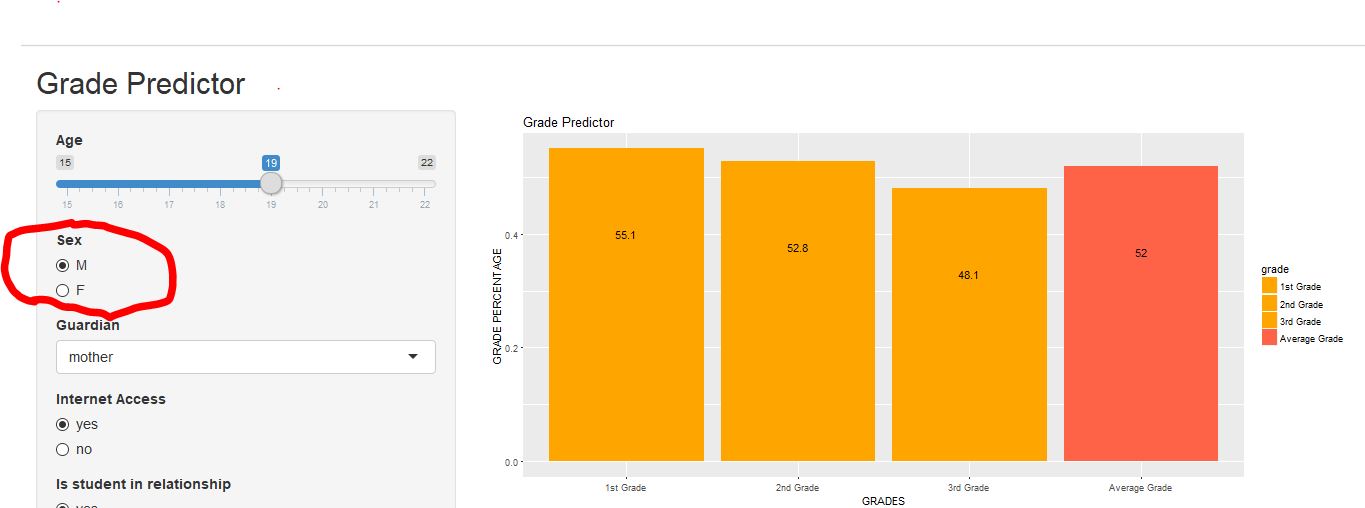 Grade Predictor
Age
15 19 22
15 16 17 18 19 20 21 22
Sex
M
F
Guardian
mother
Internet Access
yes
no
Is student in relationship
yes
Grade Predictor
GRADE PERCENTAGE
0.4
0.2
0.0
55.1 52.8 48.1 52
1st Grade 2nd Grade 3rd Grade Average Grade
GRADES
grade
1st Grade
2nd Grade
3rd Grade
Average Grade